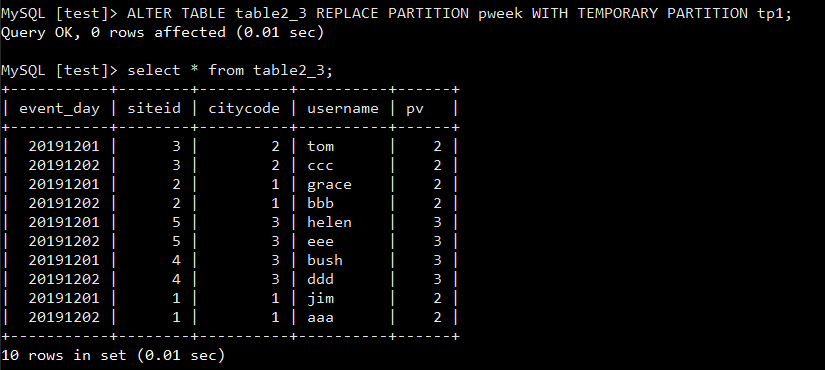 MySQL [test]> ALTER TABLE table2_3 REPLACE PARTITION pweek WITH TEMPORARY PARTITION tp1;
Query OK, 0 rows affected (0.01 sec)
MySQL [test]> select * from table2_3;
+-----------+--------+----------+----------+------+
| event_day | siteid | citycode | username | pv   |
+-----------+--------+----------+----------+------+
|  20191201 |      3 |        2 | tom      |    2 |
|  20191202 |      3 |        2 | ccc      |    2 |
|  20191201 |      2 |        1 | grace    |    2 |
|  20191202 |      2 |        1 | bbb      |    2 |
|  20191201 |      5 |        3 | helen    |    3 |
|  20191202 |      5 |        3 | eee      |    3 |
|  20191201 |      4 |        3 | bush     |    3 |
|  20191202 |      4 |        3 | ddd      |    3 |
|  20191201 |      1 |        1 | jim      |    2 |
|  20191202 |      1 |        1 | aaa      |    2 |
+-----------+--------+----------+----------+------+
10 rows in set (0.01 sec)